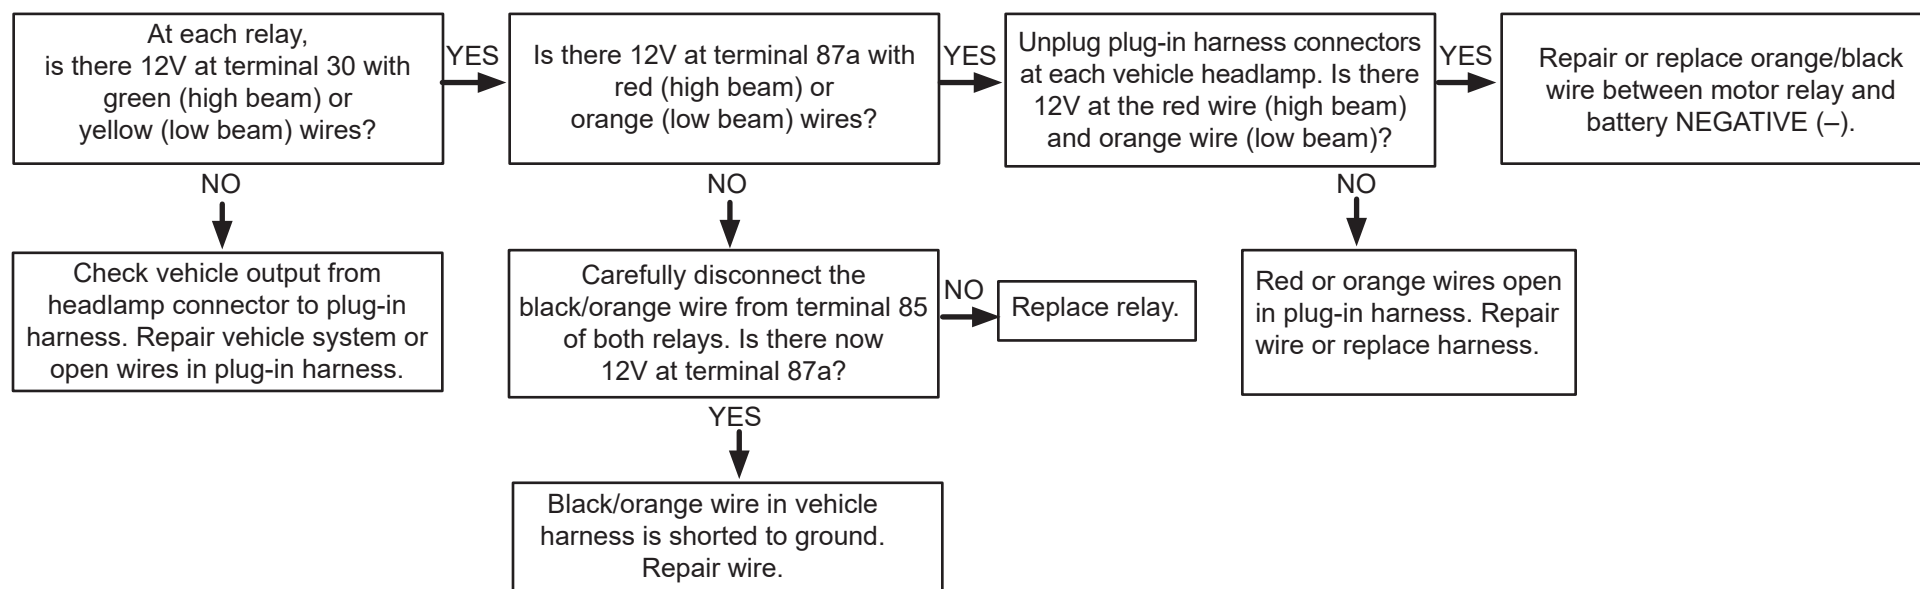 At each relay,
is there 12V at terminal 30 with
green (high beam) or
yellow (low beam) wires?
YES
Is there 12V at terminal 87a with
red (high beam) or
orange (low beam) wires?
YES
Unplug plug-in harness connectors
at each vehicle headlamp. Is there
12V at the red wire (high beam)
and orange wire (low beam)?
YES
Repair or replace orange/black
wire between motor relay and
battery NEGATIVE (–).
NO
NO
NO
Check vehicle output from
headlamp connector to plug-in
harness. Repair vehicle system or
open wires in plug-in harness.
Carefully disconnect the
black/orange wire from terminal 85
of both relays. Is there now
12V at terminal 87a?
NO
Replace relay.
Red or orange wires open
in plug-in harness. Repair
wire or replace harness.
YES
Black/orange wire in vehicle
harness is shorted to ground.
Repair wire.